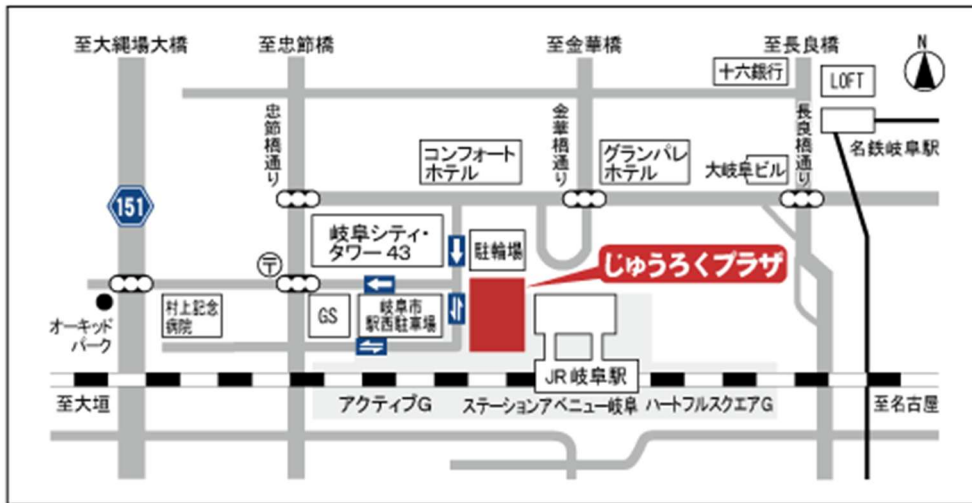 至大縄場大橋
至忠節橋
至金華橋
至長良橋
N
十六銀行
LOFT
忠節橋通り
金華橋通り
長良橋通り
名鉄岐阜駅
コンフォート
ホテル
グランパレ
ホテル
大岐阜ビル
151
岐阜シティ・
タワー43
駐輪場
じゅうろくプラザ
〒
オーキッド
パーク
村上記念
病院
GS
岐阜市
駅西駐車場
JR岐阜駅
至大垣
アクティブG
ステーションアベニュー岐阜
ハートフルスクエアG
至名古屋